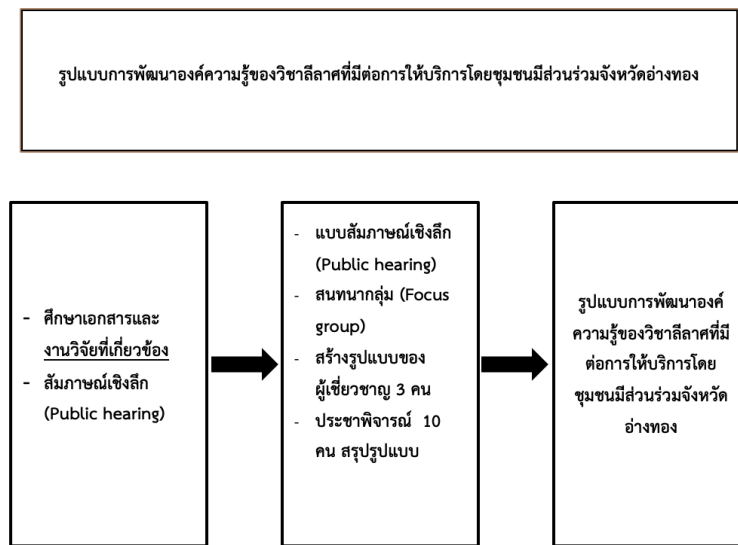 รูปแบบการพัฒนาองค์ความรู้ของวิชาลีลาศที่มีต่อการให้บริการโดยชุมชนมีส่วนร่วมจังหวัดอ่างทอง
- ศึกษาเอกสารและ
งานวิจัยที่เกี่ยวข้อง
- สัมภาษณ์เชิงลึก
(Public hearing)
- แบบสัมภาษณ์เชิงลึก
(Public hearing)
- สนทนากลุ่ม (Focus
group)
- สร้างรูปแบบของ
ผู้เชี่ยวชาญ 3 คน
- ประชาพิจารณ์ 10
คน สรุปรูปแบบ
รูปแบบการพัฒนาองค์
ความรู้ของวิชาลีลาศที่มี
ต่อการให้บริการโดย
ชุมชนมีส่วนร่วมจังหวัด
อ่างทอง